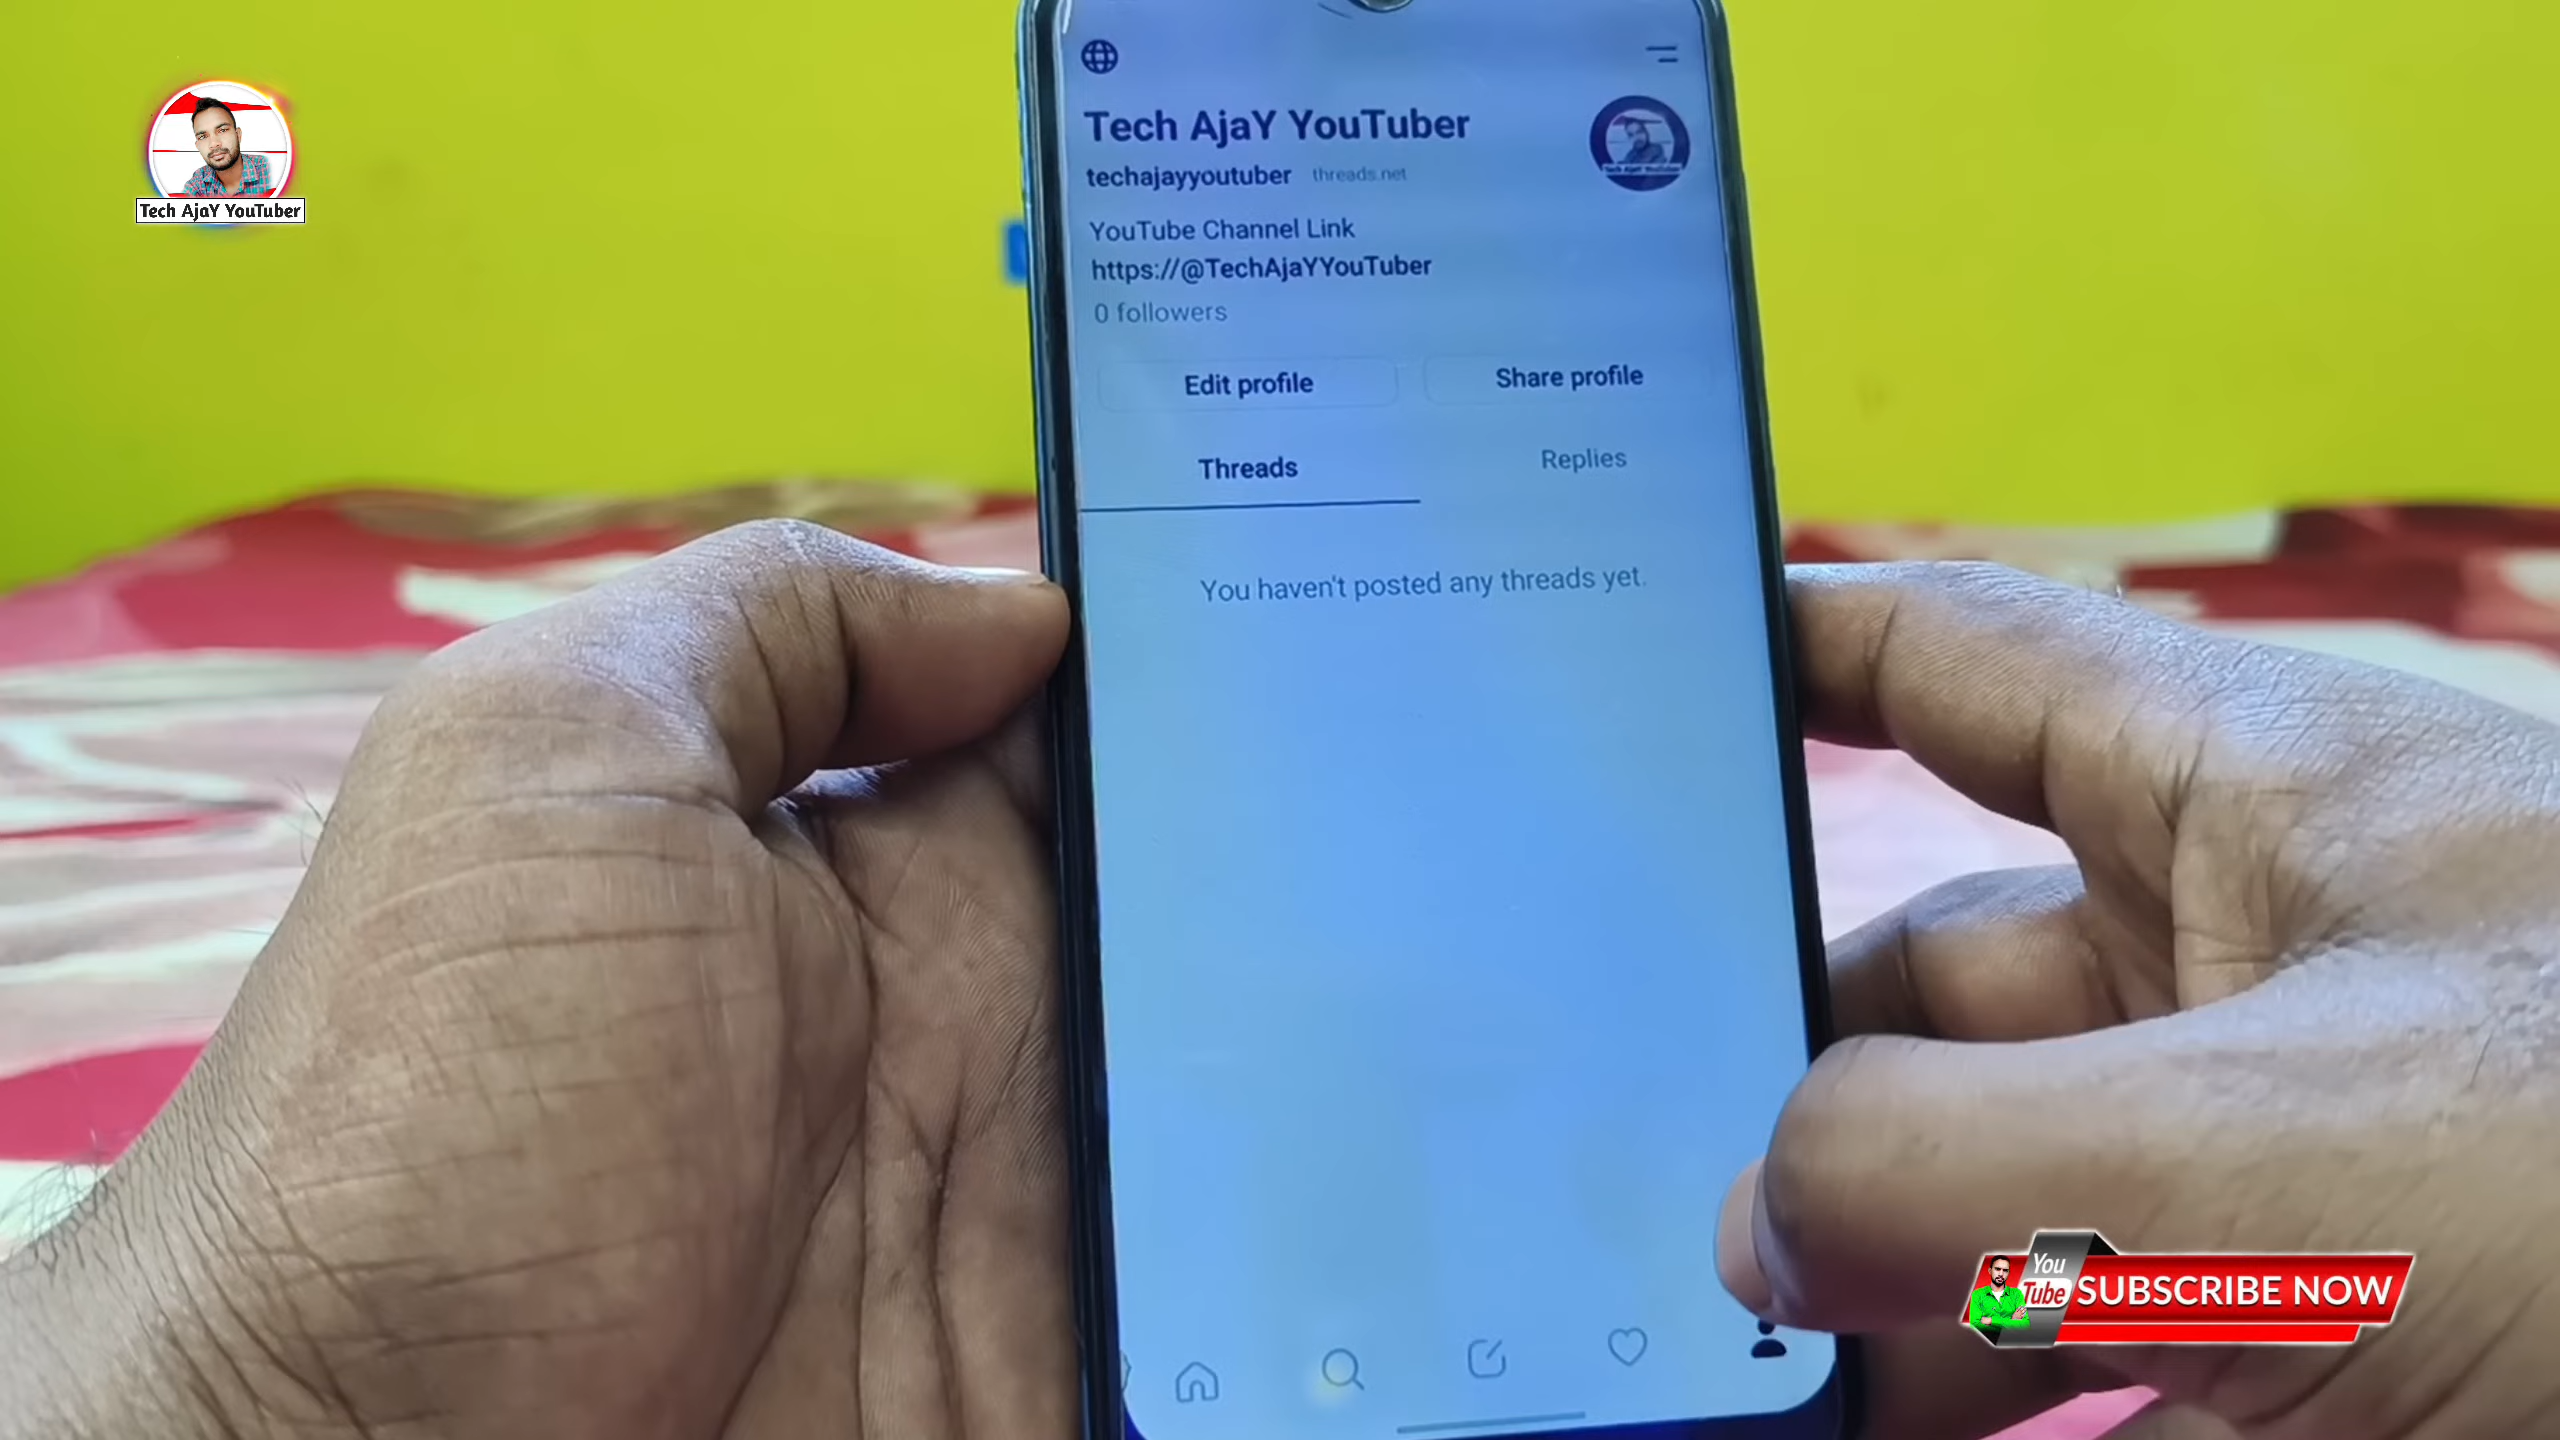 Tech AjaY YouTuber
Tech AjaY YouTuber
techajayyoutuber threads.net
YouTube Channel Link
https://@TechAjaYYouTuber
0 followers
Edit profile
Share profile
Threads
Replies
You haven't posted any threads yet.
You
Tube
SUBSCRIBE NOW